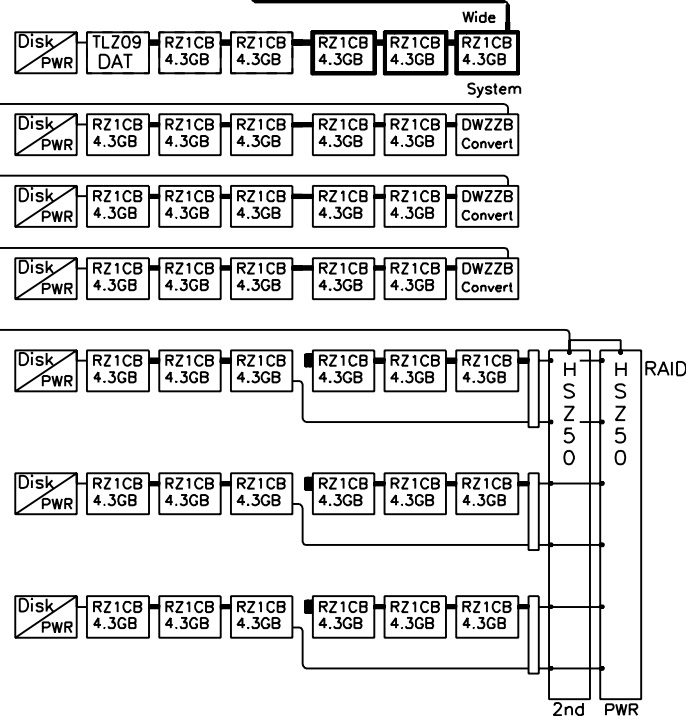 Wide
Disk TLZ09 RZ1CB RZ1CB RZ1CB RZ1CB RZ1CB
PWR DAT 4.3GB 4.3GB 4.3GB 4.3GB 4.3GB
System
Disk RZ1CB RZ1CB RZ1CB RZ1CB RZ1CB DWZZB
PWR 4.3GB 4.3GB 4.3GB 4.3GB 4.3GB Convert
Disk RZ1CB RZ1CB RZ1CB RZ1CB RZ1CB DWZZB
PWR 4.3GB 4.3GB 4.3GB 4.3GB 4.3GB Convert
Disk RZ1CB RZ1CB RZ1CB RZ1CB RZ1CB DWZZB
PWR 4.3GB 4.3GB 4.3GB 4.3GB 4.3GB Convert
Disk RZ1CB RZ1CB RZ1CB RZ1CB RZ1CB RZ1CB
PWR 4.3GB 4.3GB 4.3GB 4.3GB 4.3GB 4.3GB
HSZ50
HSZ50
RAID
Disk RZ1CB RZ1CB RZ1CB RZ1CB RZ1CB RZ1CB
PWR 4.3GB 4.3GB 4.3GB 4.3GB 4.3GB 4.3GB
Disk RZ1CB RZ1CB RZ1CB RZ1CB RZ1CB RZ1CB
PWR 4.3GB 4.3GB 4.3GB 4.3GB 4.3GB 4.3GB
2nd PWR